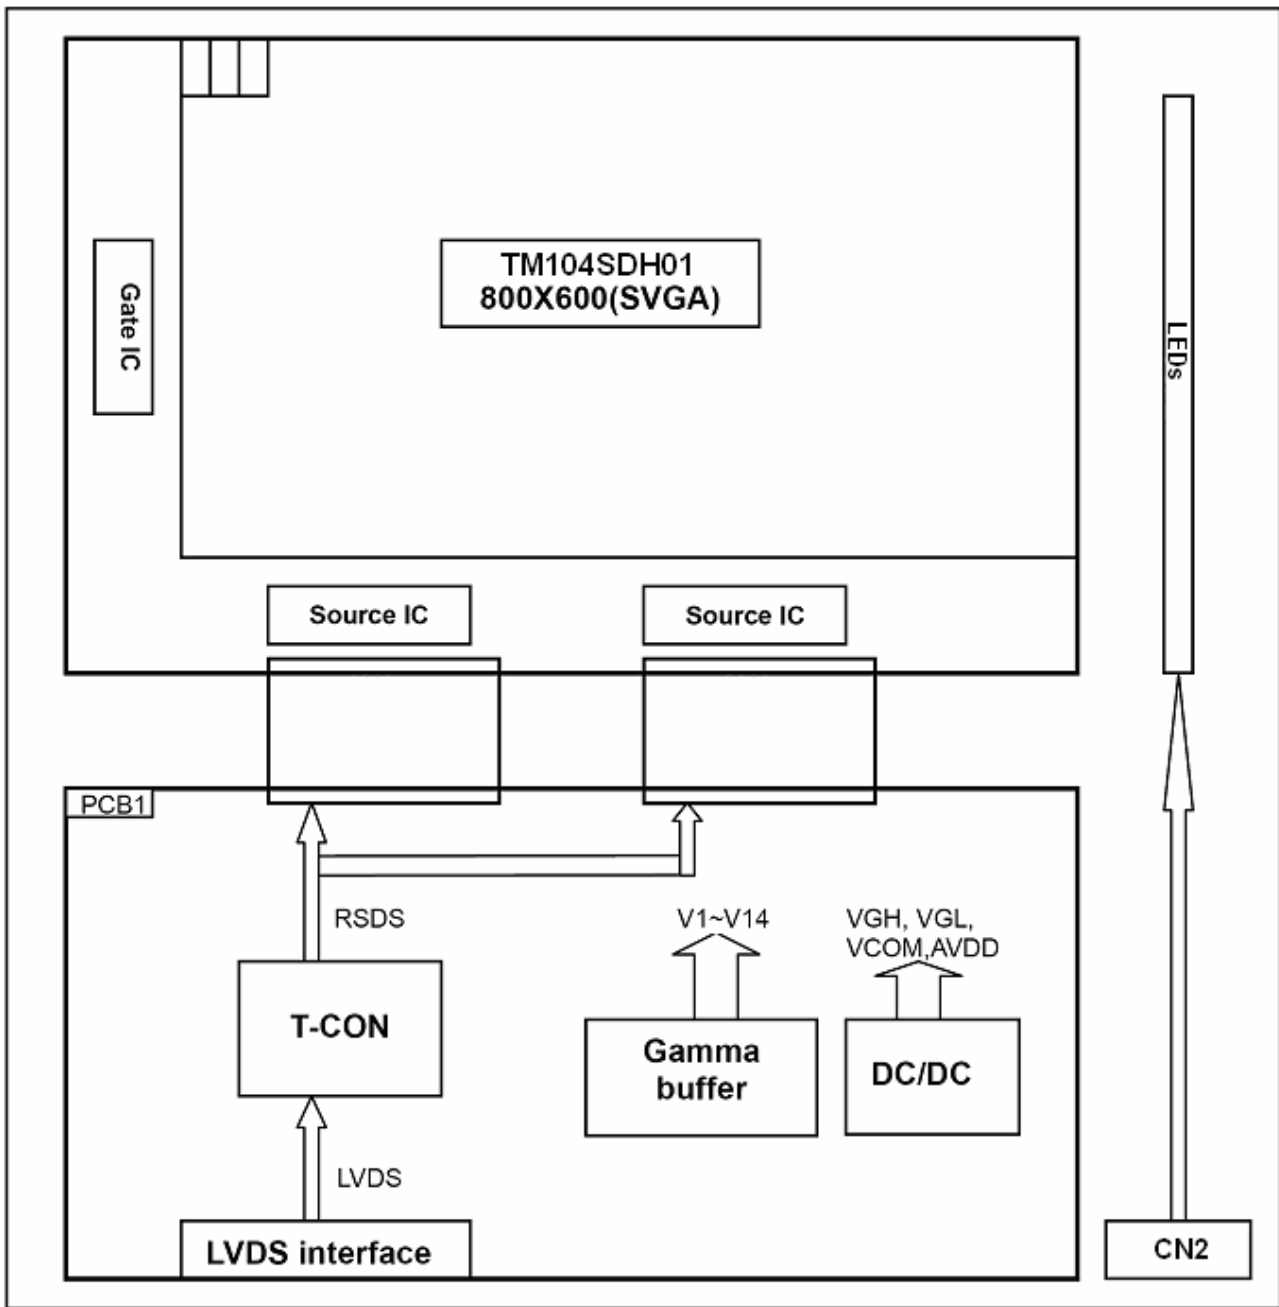 TM104SDH01
800X600(SVGA)
Gate IC
LEDs
Source IC
Source IC
PCB1
RSDS
V1~V14
VGH, VGL,
VCOM,AVDD
T-CON
Gamma
buffer
DC/DC
LVDS
LVDS interface
CN2